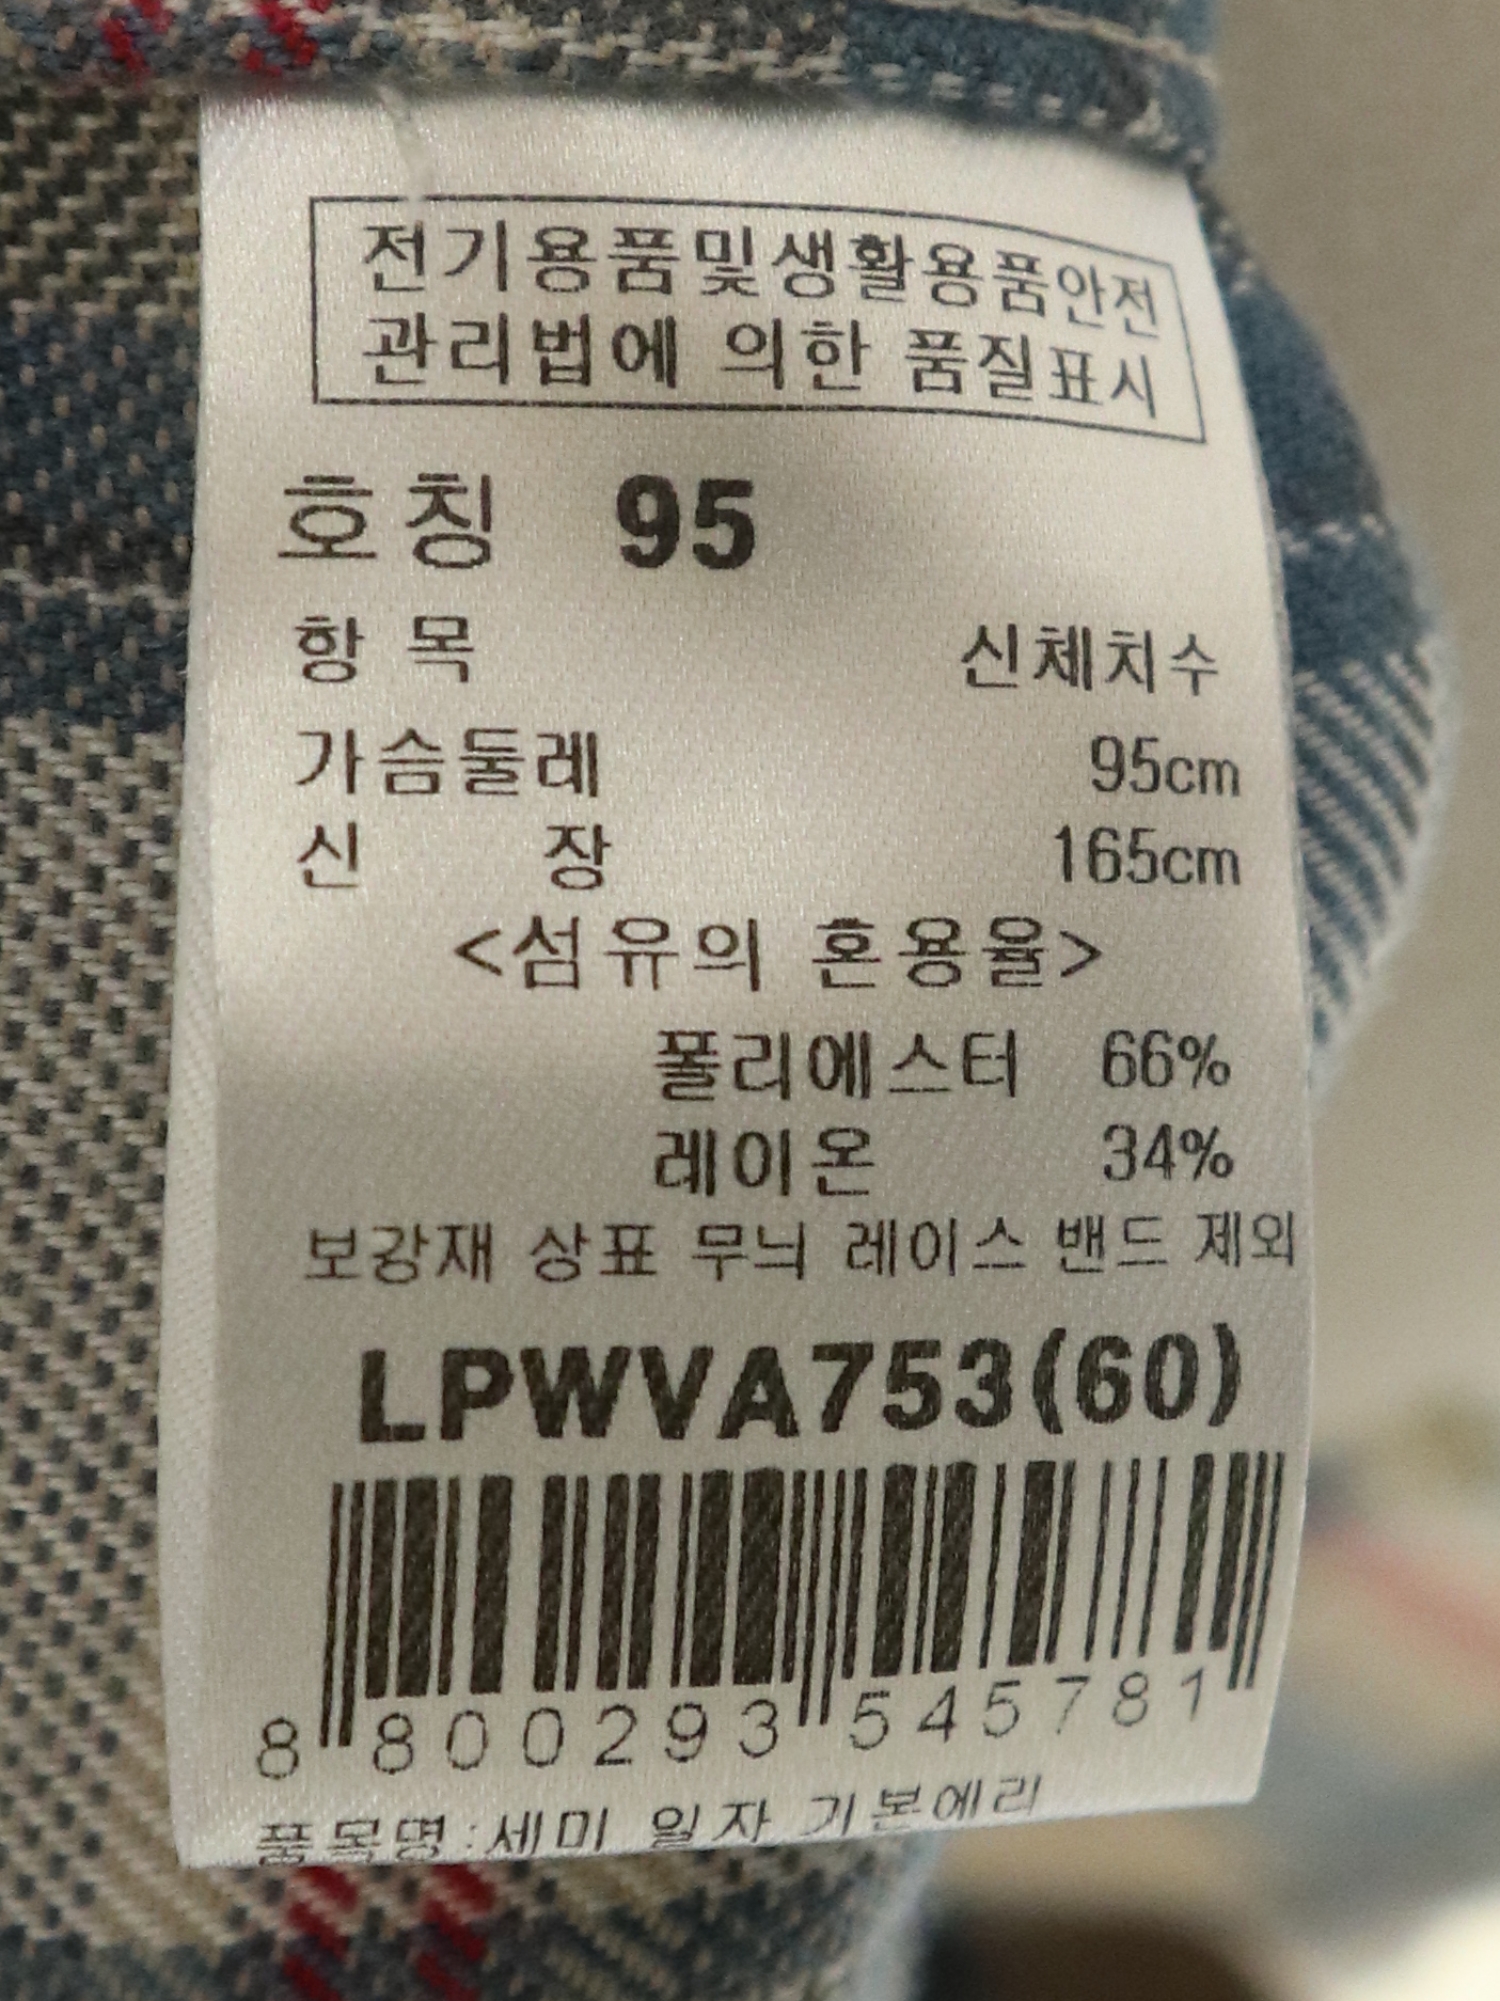 전기용품및생활용품안전
관리법에 의한 품질표시
호칭 95
항 목 신체치수
가슴둘레 95cm
신 장 165cm
<섬유의 혼용율>
폴리에스터 66%
레이온 34%
보강재 상표 무늬 레이스 밴드 제외
LPWVA753(60)
8 800293 545781
품목명:세미 일자 기본에리